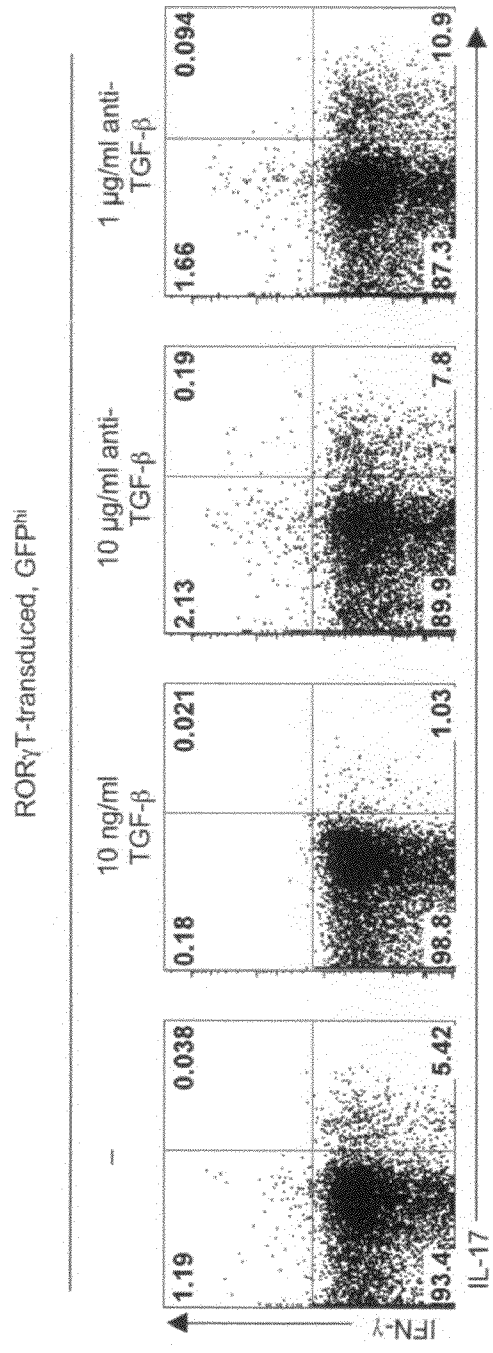 RORγT-transduced, GFPhi
–
10 ng/ml
TGF-β
10 µg/ml anti-
TGF-β
1 µg/ml anti-
TGF-β
1.19
0.038
93.4
5.42
0.18
0.021
98.8
1.03
2.13
0.19
89.9
7.8
1.66
0.094
87.3
10.9
IFN-γ
IL-17